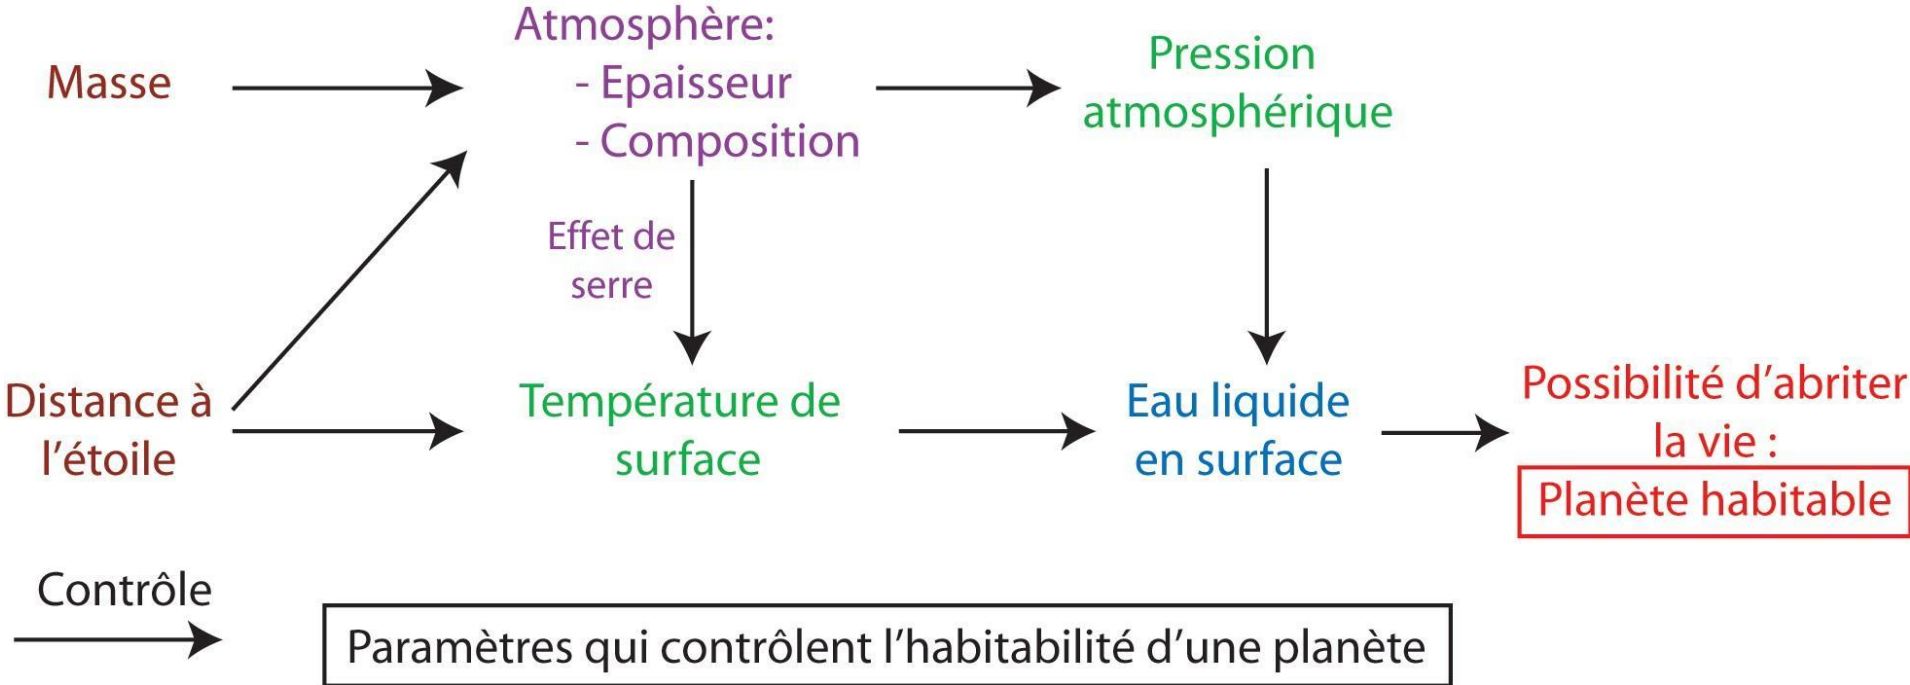 Masse
Atmosphère:
- Epaisseur
- Composition
Pression
atmosphérique
Effet de
serre
Distance à
l'étoile
Température de
surface
Eau liquide
en surface
Possibilité d'abriter
la vie :
Planète habitable
Contrôle
Paramètres qui contrôlent l'habitabilité d'une planète